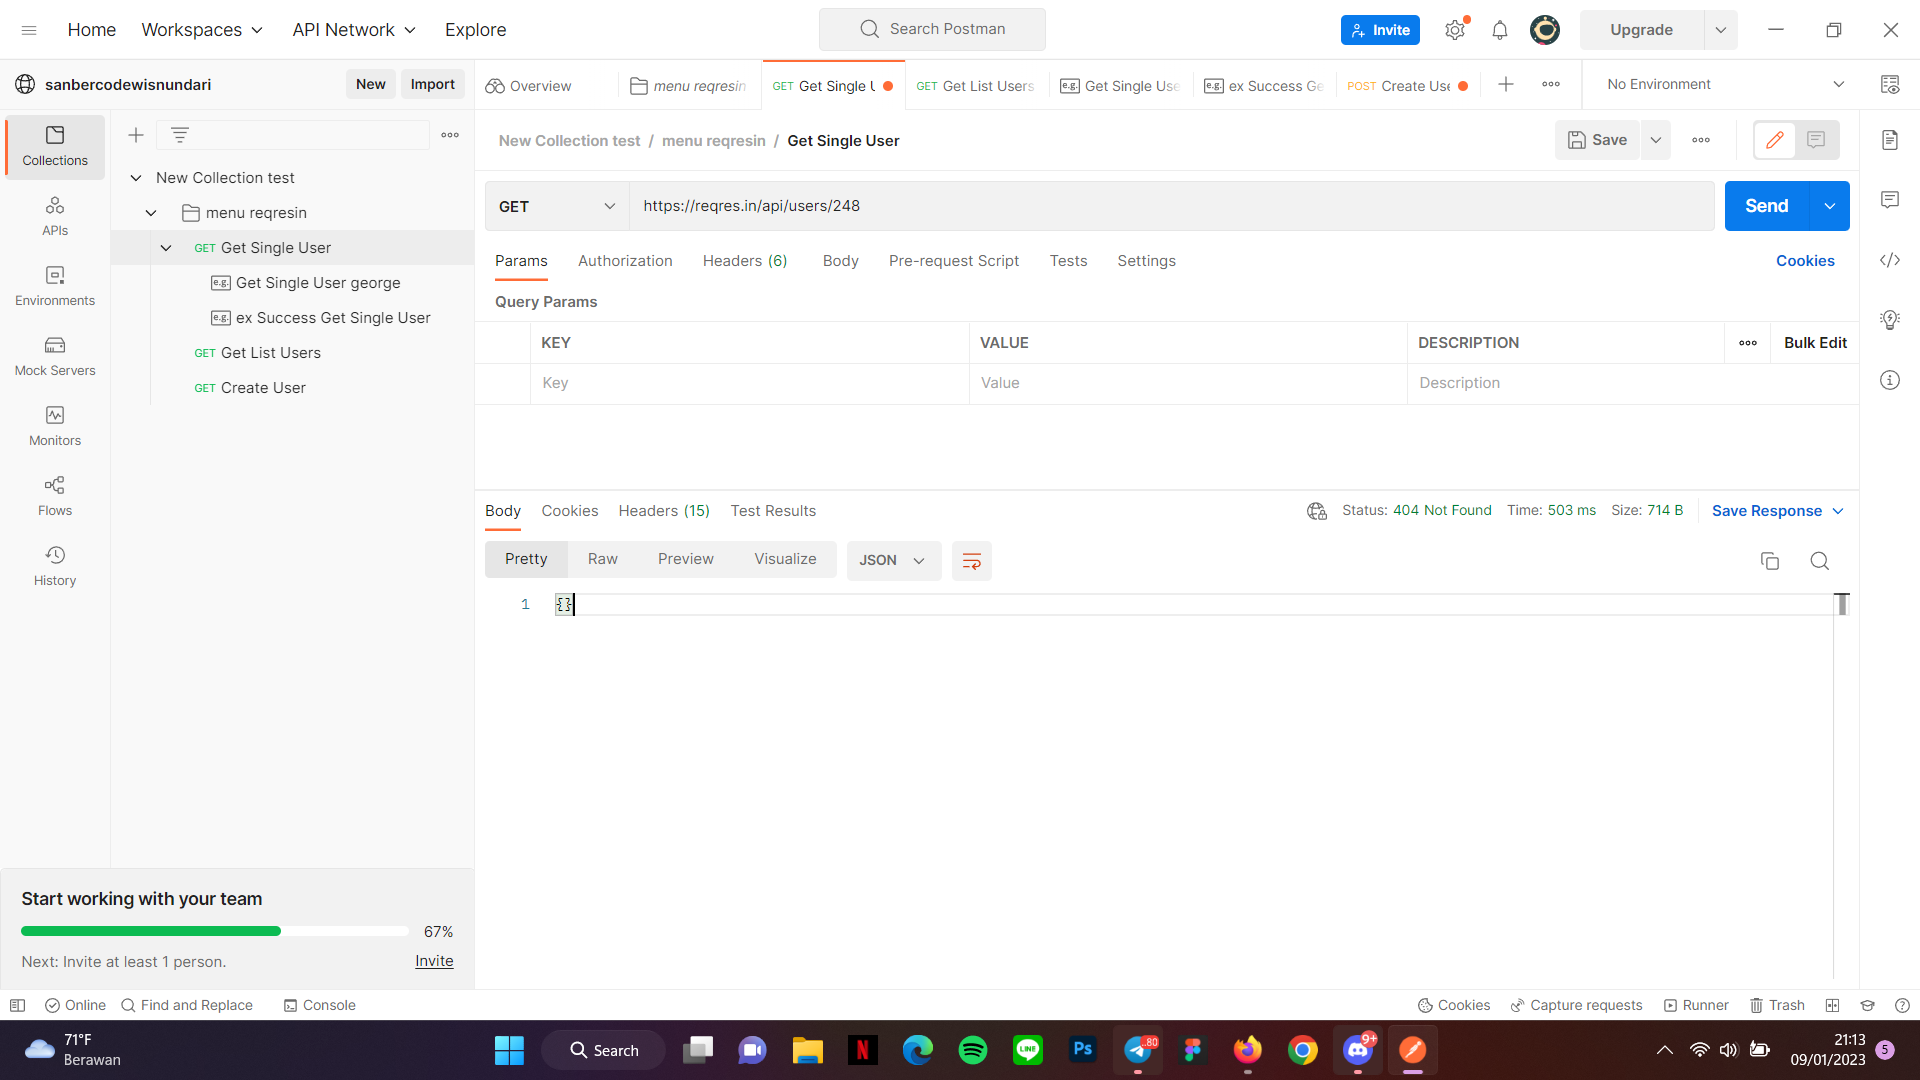 Home Workspaces API Network Explore Search Postman Invite Upgrade
sanbercodewisnundari New Import Overview menu reqresin GET Get Single U GET Get List Users e.g. Get Single Use e.g. ex Success Ge POST Create Use No Environment
Collections
APIs
Environments
Mock Servers
Monitors
Flows
History
New Collection test
menu reqresin
GET Get Single User
e.g. Get Single User george
e.g. ex Success Get Single User
GET Get List Users
GET Create User
New Collection test / menu reqresin / Get Single User Save
GET https://reqres.in/api/users/248 Send
Params Authorization Headers (6) Body Pre-request Script Tests Settings Cookies
Query Params
KEY VALUE DESCRIPTION Bulk Edit
Key Value Description
Body Cookies Headers (15) Test Results Status: 404 Not Found Time: 503 ms Size: 714 B Save Response
Pretty Raw Preview Visualize JSON
1 {}
Start working with your team
67%
Next: Invite at least 1 person. Invite
Online Find and Replace Console Cookies Capture requests Runner Trash
71°F
Berawan
Search
N
LINE
Ps
..80
9+
21:13
09/01/2023
5